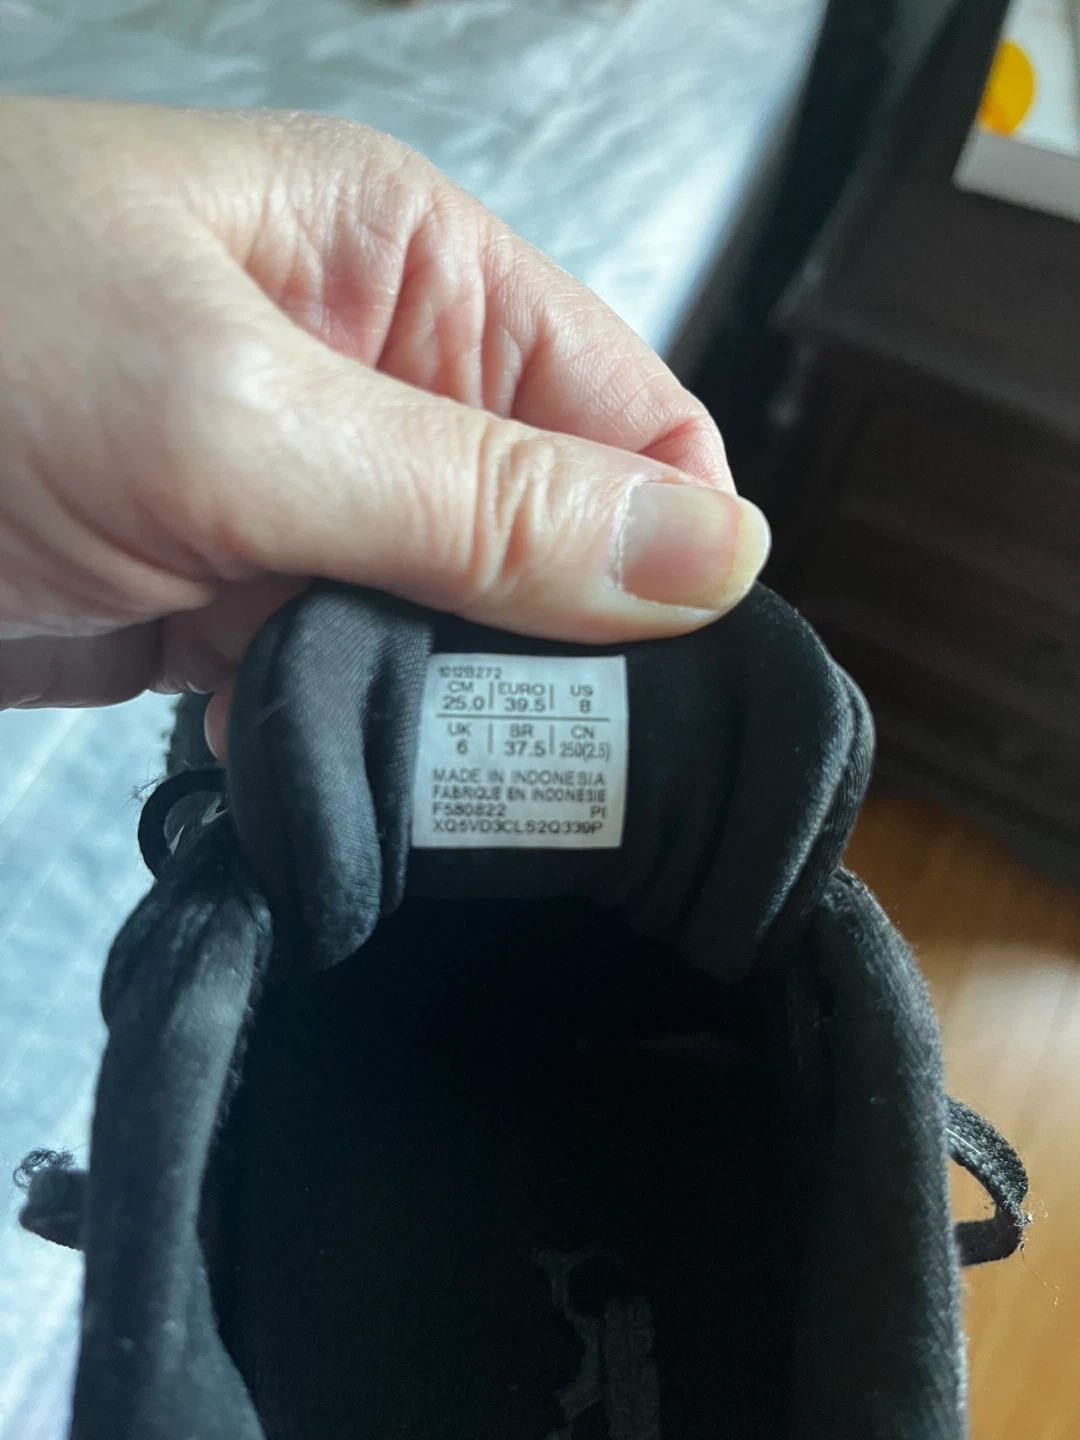 1012B272
CM EURO US
25.0 39.5 8
UK BR CN
6 37.5 250(2.5)
MADE IN INDONESIA
FABRIQUE EN INDONESIE
F580822 PI
XQ5VD3CLS2Q339P